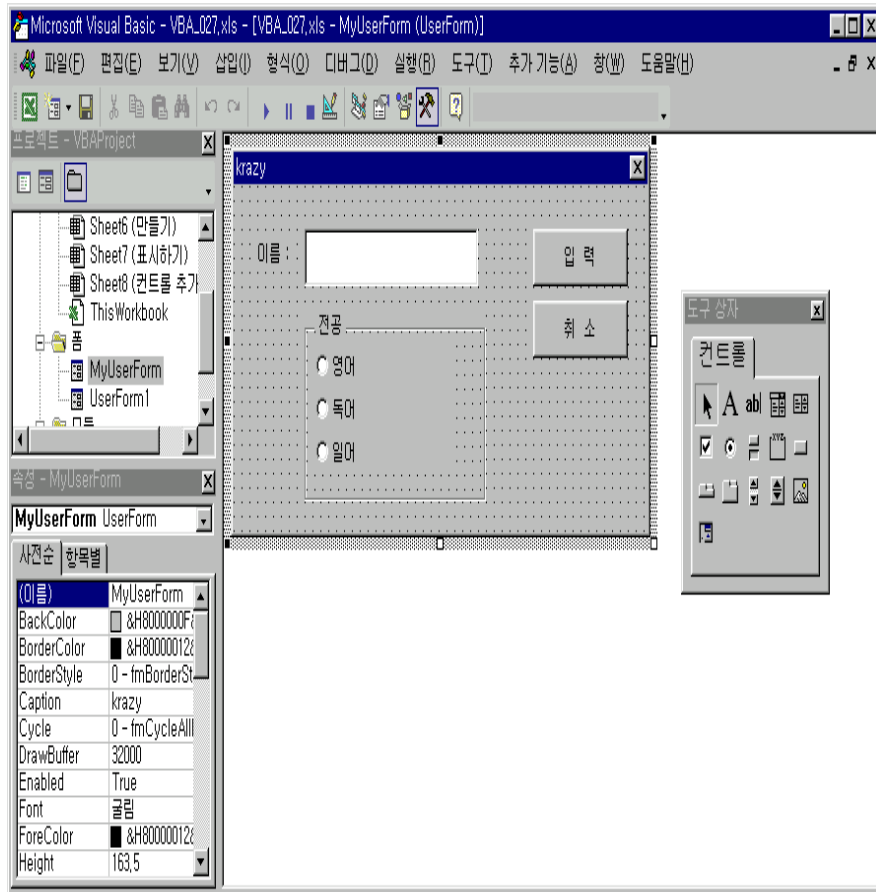 Microsoft Visual Basic - VBA_027,xls - [VBA_027,xls - MyUserForm (UserForm)]
파일(F) 편집(E) 보기(V) 삽입(I) 형식(O) 디버그(D) 실행(R) 도구(T) 추가 기능(A) 창(W) 도움말(H)
프로젝트 - VBAProject
Sheet6 (만들기)
Sheet7 (표시하기)
Sheet8 (컨트롤 추가
ThisWorkbook
폼
MyUserForm
UserForm1
속성 - MyUserForm
MyUserForm UserForm
사전순 항목별
(이름) MyUserForm
BackColor &H8000000F&
BorderColor &H80000012&
BorderStyle 0 - fmBorderSt
Caption krazy
Cycle 0 - fmCycleAll
DrawBuffer 32000
Enabled True
Font 굴림
ForeColor &H80000012&
Height 163,5
krazy
이름 :
입 력
취 소
전공
영어
독어
일어
도구 상자
컨트롤
A ab
XYZ